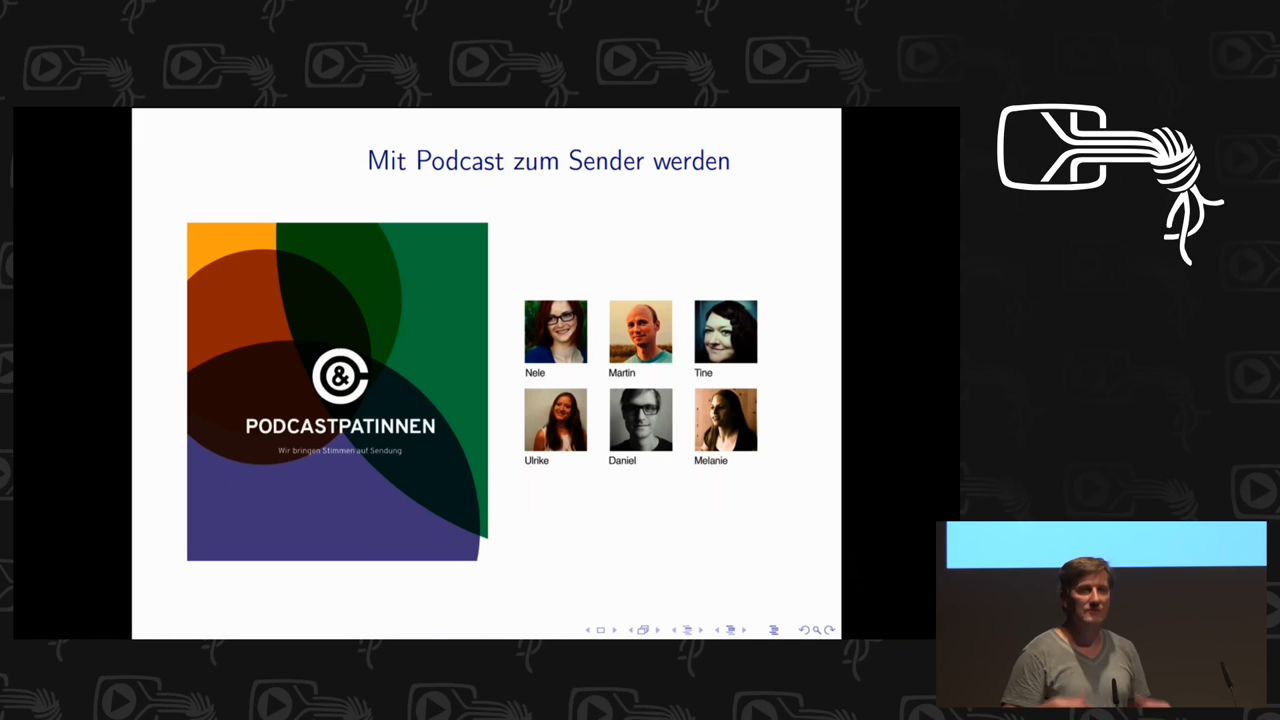 Mit Podcast zum Sender werden
&
PODCASTPATINNEN
Wir bringen Stimmen auf Sendung
Nele
Martin
Tine
Ulrike
Daniel
Melanie